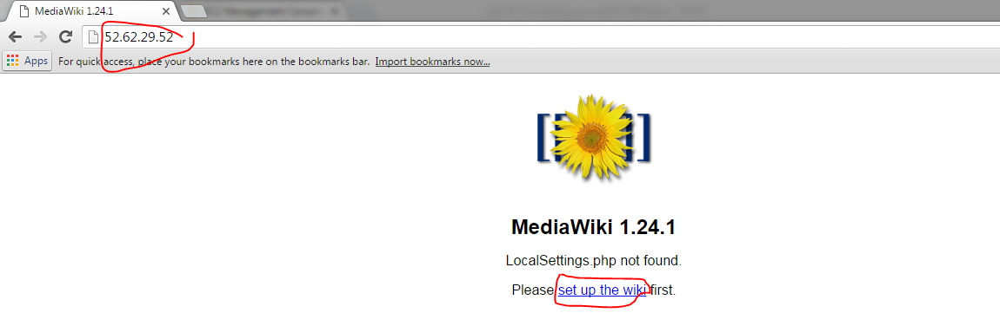 MediaWiki 1.24.1
52.62.29.52
Apps For quick access, place your bookmarks here on the bookmarks bar. Import bookmarks now...
MediaWiki 1.24.1
LocalSettings.php not found.
Please set up the wiki first.